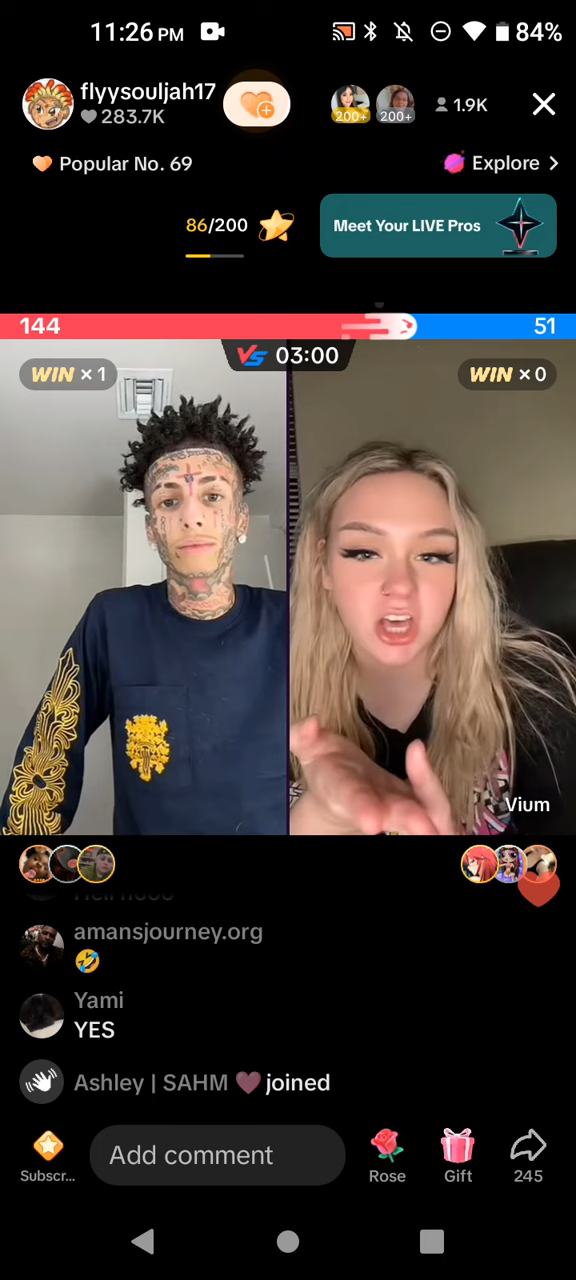 11:26 PM
84%
flyysouljah17
283.7K
200+
200+
1.9K
Popular No. 69
Explore >
86/200
Meet Your LIVE Pros
144
51
VS 03:00
WIN × 1
WIN × 0
Vium
amansjourney.org
🤣
Yami
YES
Ashley | SAHM 💜 joined
Subscr...
Add comment
Rose
Gift
245